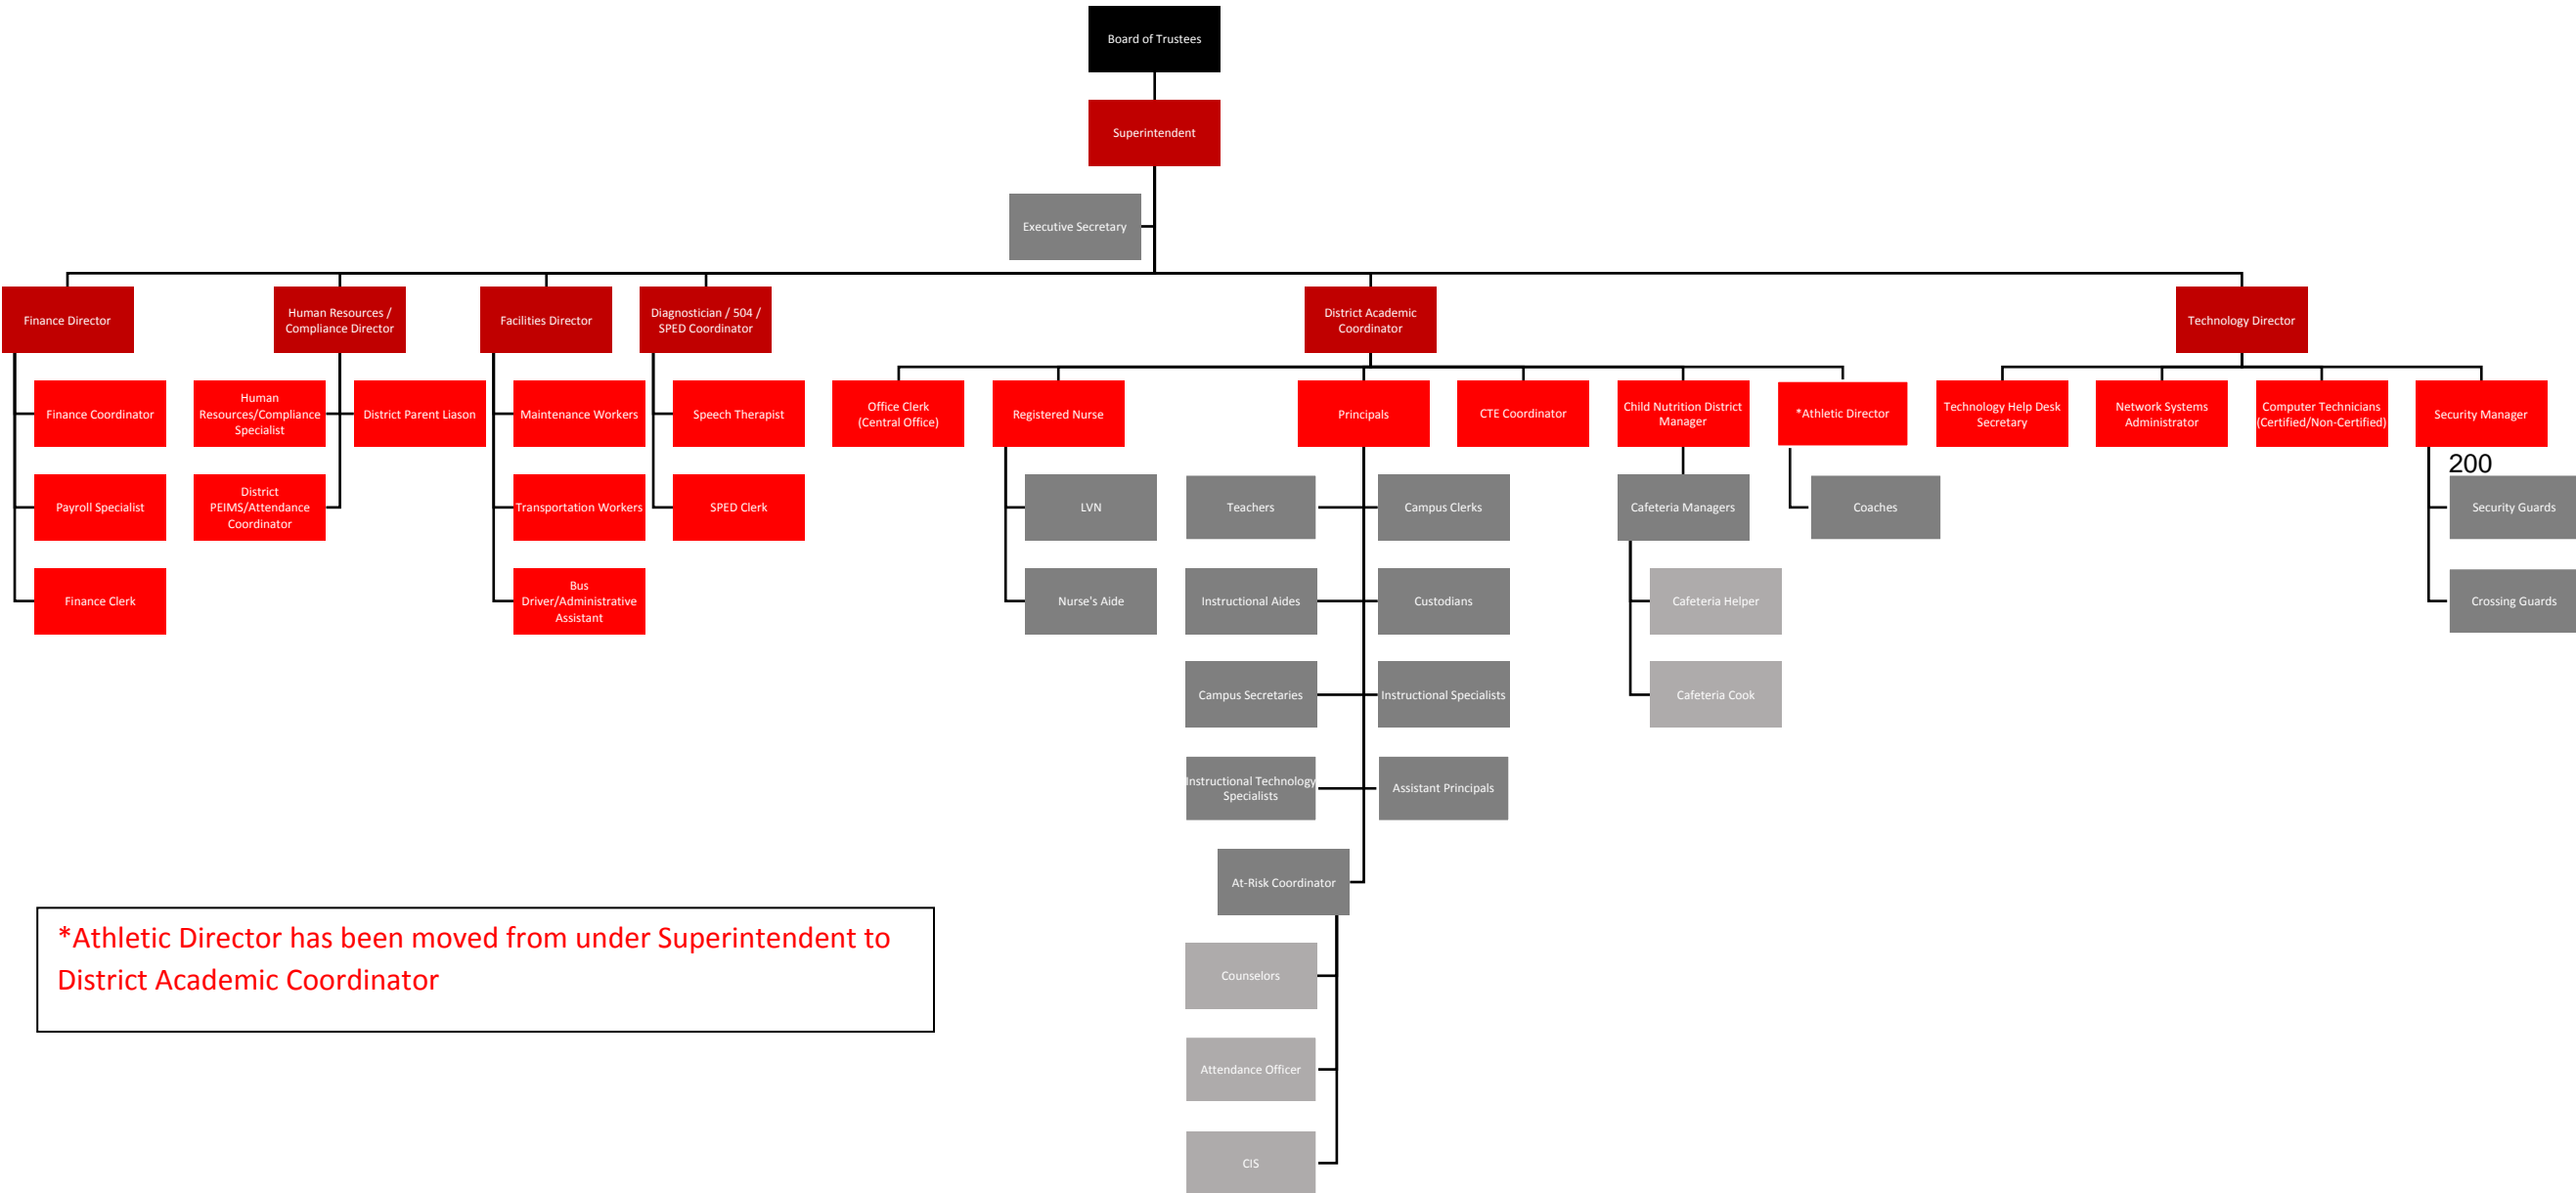 Board of Trustees
Superintendent
Executive Secretary
Finance Director
Human Resources /
Compliance Director
Facilities Director
Diagnostician / 504 /
SPED Coordinator
District Academic
Coordinator
Technology Director
Finance Coordinator
Human
Resources/Compliance
Specialist
District Parent Liason
Maintenance Workers
Speech Therapist
Office Clerk
(Central Office)
Registered Nurse
Principals
CTE Coordinator
Child Nutrition District
Manager
*Athletic Director
Technology Help Desk
Secretary
Network Systems
Administrator
Computer Technicians
(Certified/Non-Certified)
Security Manager
200
Payroll Specialist
District
PEIMS/Attendance
Coordinator
Transportation Workers
SPED Clerk
LVN
Teachers
Campus Clerks
Cafeteria Managers
Coaches
Security Guards
Finance Clerk
Bus
Driver/Administrative
Assistant
Nurse's Aide
Instructional Aides
Custodians
Cafeteria Helper
Crossing Guards
Campus Secretaries
Instructional Specialists
Cafeteria Cook
Instructional Technology
Specialists
Assistant Principals
At-Risk Coordinator
*Athletic Director has been moved from under Superintendent to
District Academic Coordinator
Counselors
Attendance Officer
CIS